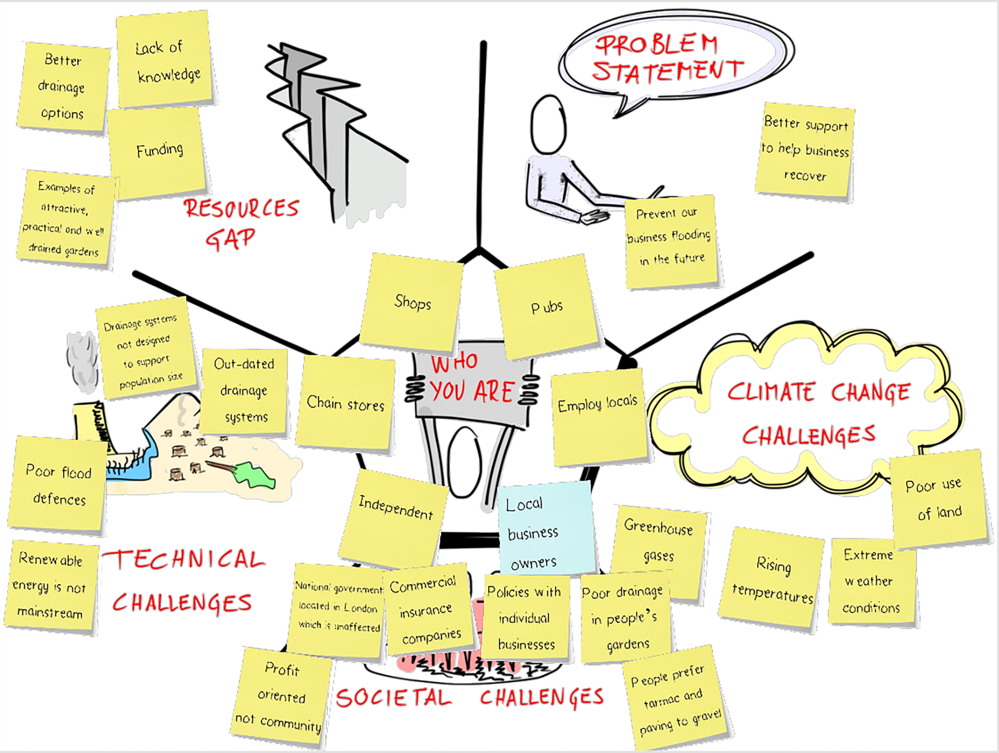 Lack of
knowledge
Better
drainage
options
Funding
Examples of
attractive,
practical and well
drained gardens
RESOURCES
GAP
PROBLEM
STATEMENT
Better support
to help business
recover
Prevent our
business flooding
in the future
Shops
Pubs
WHO
YOU ARE
Chain stores
Employ locals
Independent
Local
business
owners
Drainage systems
not designed
to support
population size
Out-dated
drainage
systems
Poor flood
defences
Renewable
energy is not
mainstream
TECHNICAL
CHALLENGES
CLIMATE CHANGE
CHALLENGES
Poor use
of land
Greenhouse
gases
Rising
temperatures
Extreme
weather
conditions
National government
located in London
which is unaffected
Commercial
insurance
companies
Policies with
individual
businesses
Poor drainage
in people's
gardens
Profit
oriented
not community
SOCIETAL CHALLENGES
People prefer
tarmac and
paving to gravel